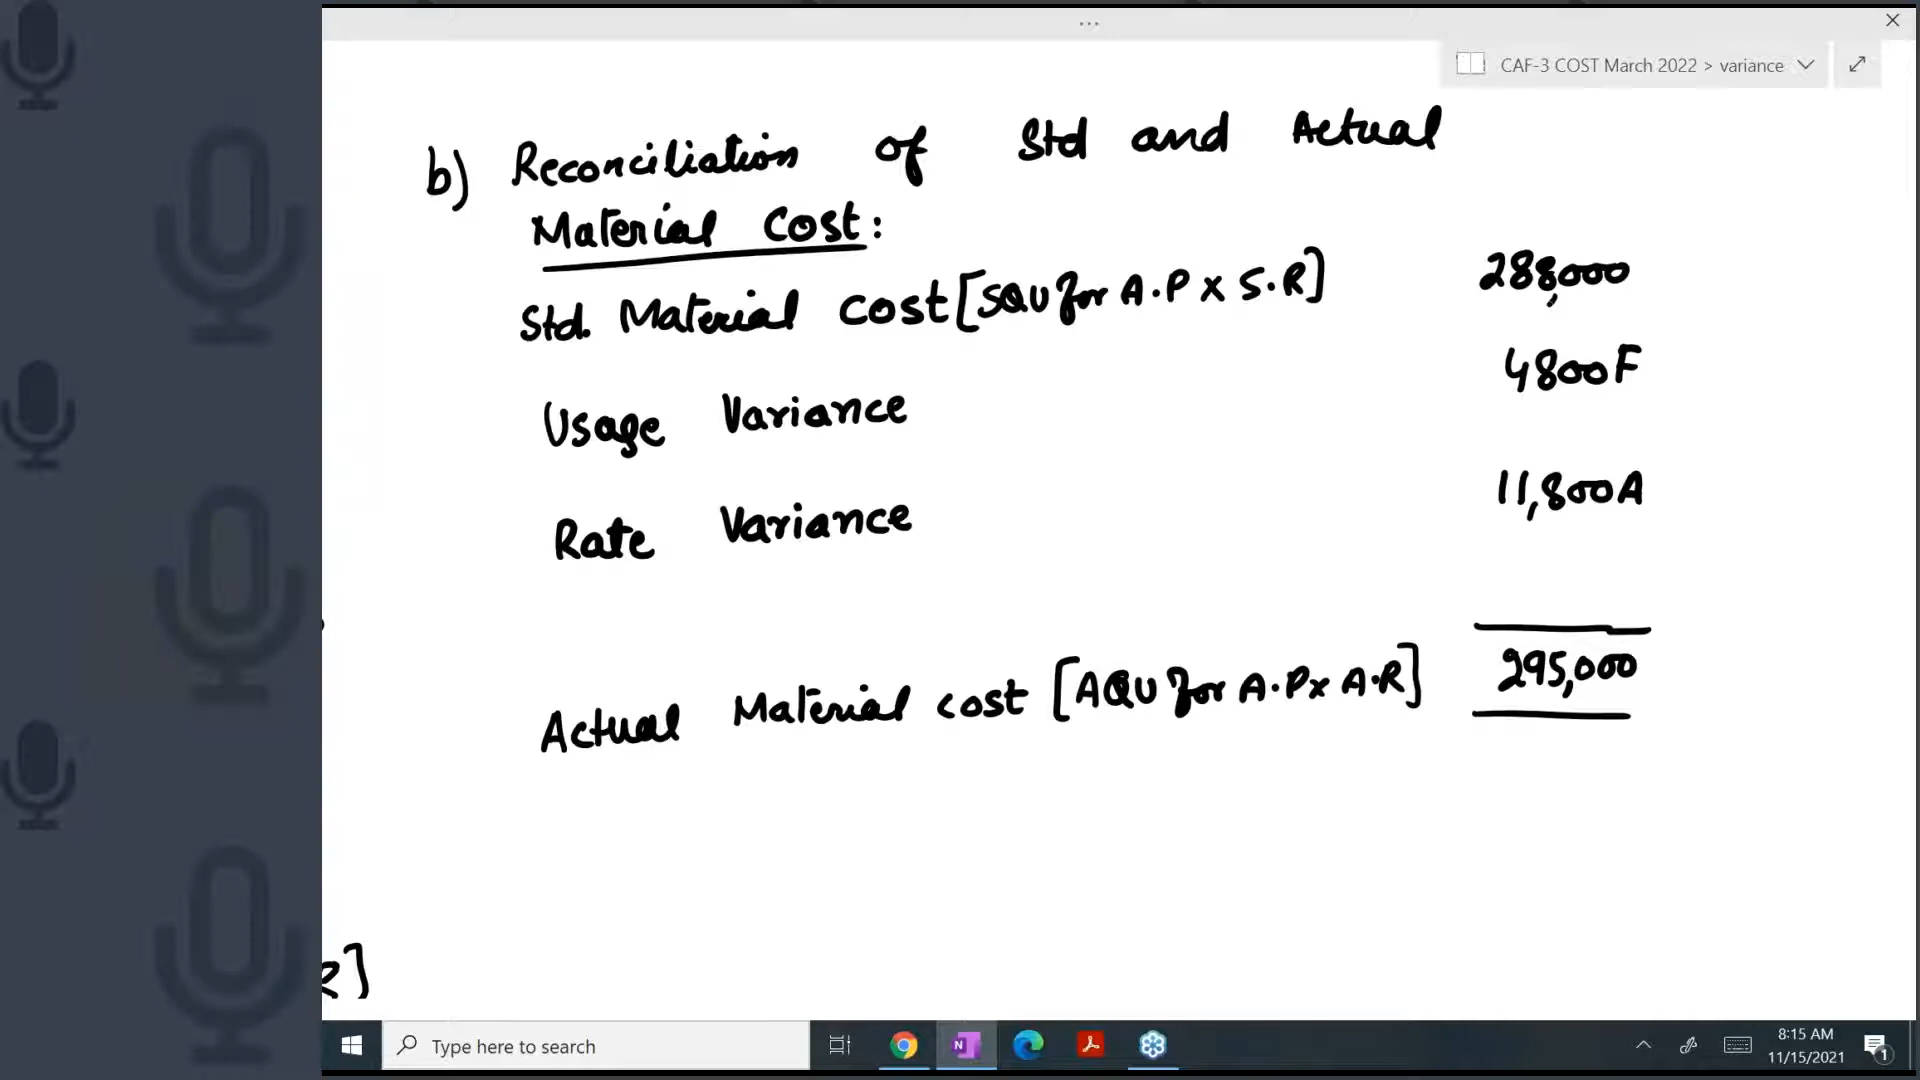 CAF-3 COST March 2022 > variance
b) Reconciliation of Std and Actual
Material Cost:
Std. Material cost [SQU for A.P x S.R] 288,000
Usage Variance 4800F
Rate Variance 11,800A
Actual Material cost [AQU for A.P x A.R] 295,000
R]
Type here to search
8:15 AM
11/15/2021
1